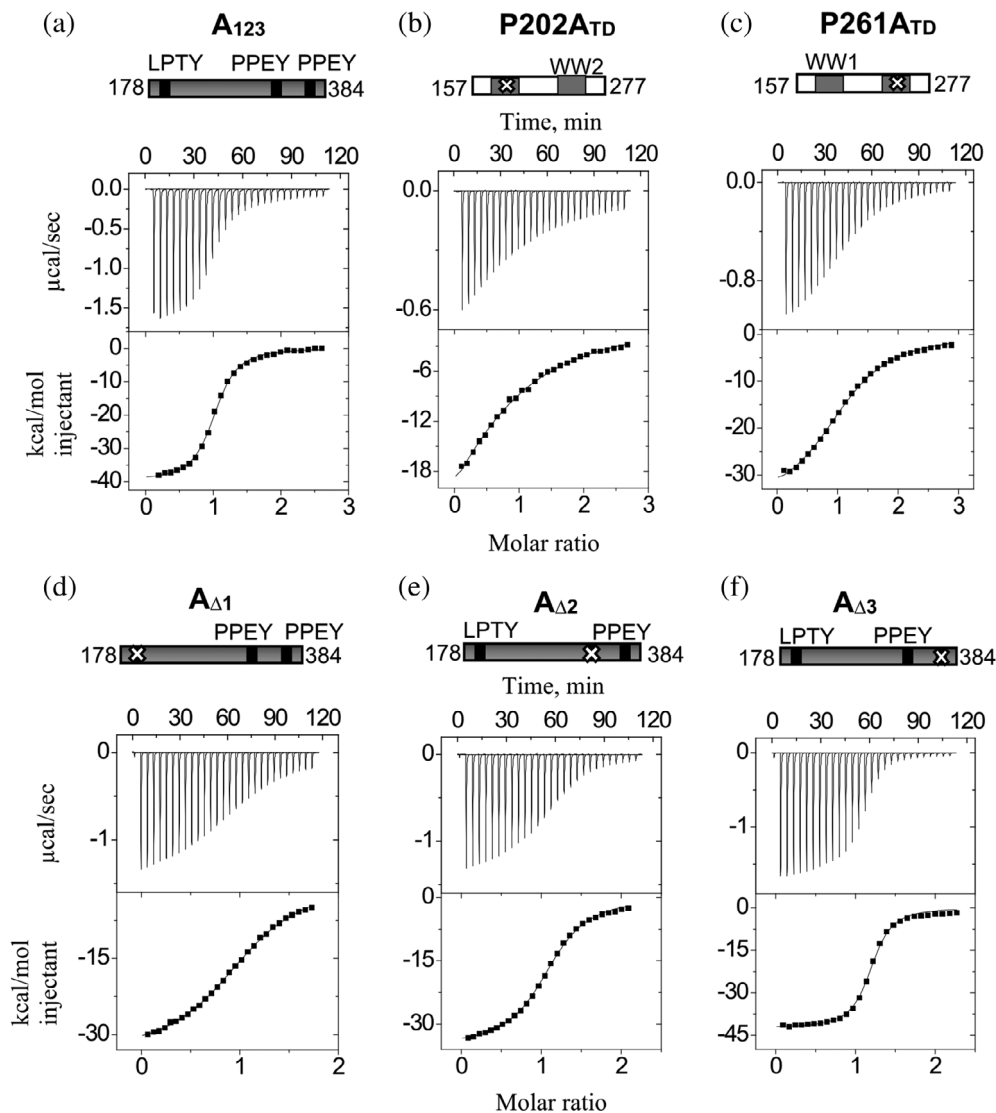 (a) A123
LPTY PPEY PPEY
178 384
(b) P202ATD
WW2
157 277
(c) P261ATD
WW1
157 277
Time, min
0 30 60 90 120
0 30 60 90 120
0 30 60 90 120
µcal/sec
0.0
-0.5
-1.0
-1.5
0.0
-0.6
0.0
-0.8
0
kcal/mol
injectant
0
-10
-20
-30
-40
-6
-12
-18
0
-10
-20
-30
0 1 2 3
0 1 2 3
0 1 2 3
Molar ratio
(d) AΔ1
PPEY PPEY
178 384
(e) AΔ2
LPTY PPEY
178 384
(f) AΔ3
LPTY PPEY
178 384
Time, min
0 30 60 90 120
0 30 60 90 120
0 30 60 90 120
µcal/sec
0
-1
0
-1
0
0
-1
kcal/mol
injectant
-15
-30
-15
-30
0
-15
-30
-45
0 1 2
0 1 2
0 1 2
Molar ratio